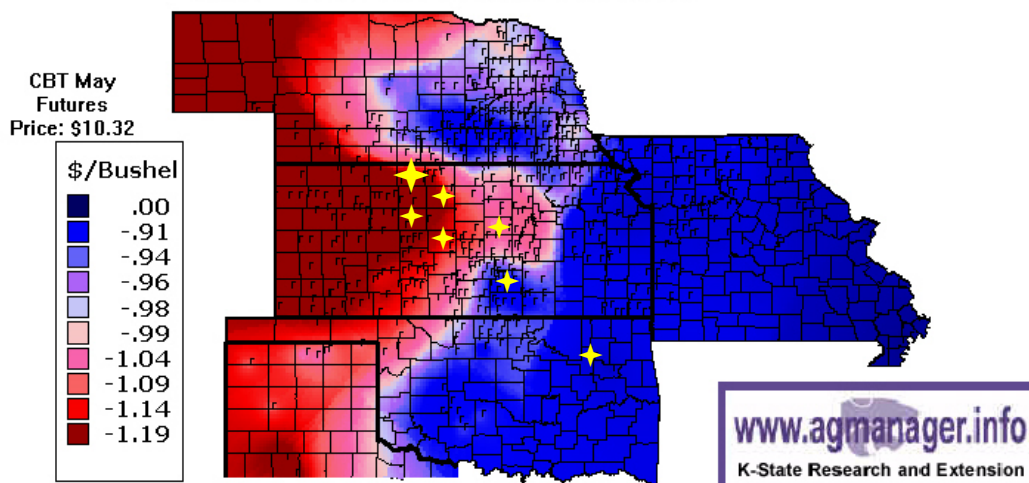 CBT May
Futures
Price: $10.32
$/Bushel
.00
-.91
-.94
-.96
-.98
-.99
-1.04
-1.09
-1.14
-1.19
www.agmanager.info
K-State Research and Extension